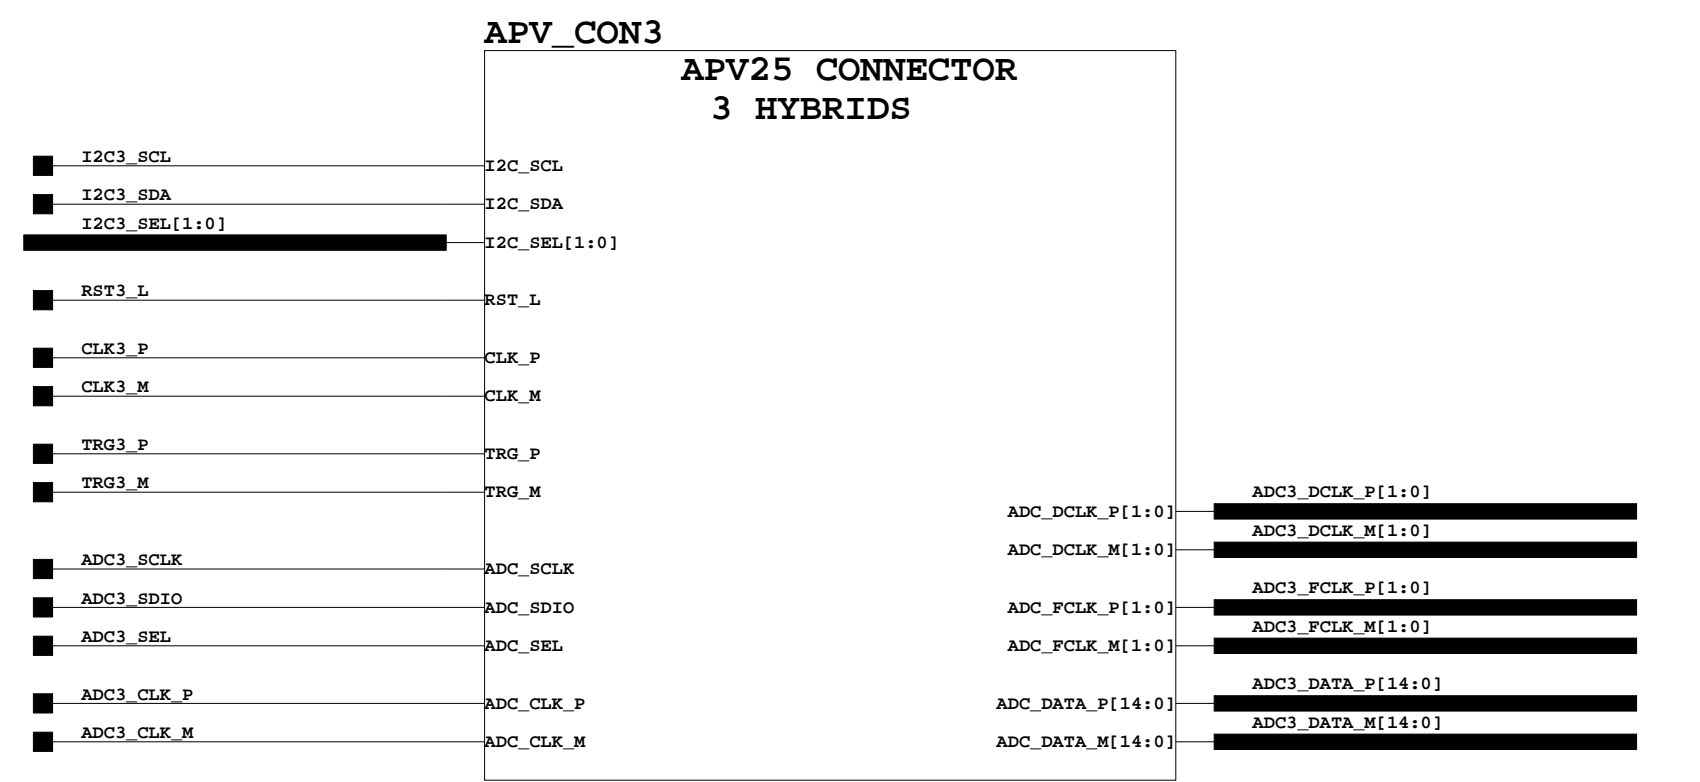 APV_CON3
APV25 CONNECTOR
3 HYBRIDS
I2C3_SCL
I2C_SCL
I2C3_SDA
I2C_SDA
I2C3_SEL[1:0]
I2C_SEL[1:0]
RST3_L
RST_L
CLK3_P
CLK_P
CLK3_M
CLK_M
TRG3_P
TRG_P
TRG3_M
TRG_M
ADC3_SCLK
ADC_SCLK
ADC3_SDIO
ADC_SDIO
ADC3_SEL
ADC_SEL
ADC3_CLK_P
ADC_CLK_P
ADC3_CLK_M
ADC_CLK_M
ADC3_DCLK_P[1:0]
ADC_DCLK_P[1:0]
ADC3_DCLK_M[1:0]
ADC_DCLK_M[1:0]
ADC3_FCLK_P[1:0]
ADC_FCLK_P[1:0]
ADC3_FCLK_M[1:0]
ADC_FCLK_M[1:0]
ADC3_DATA_P[14:0]
ADC_DATA_P[14:0]
ADC3_DATA_M[14:0]
ADC_DATA_M[14:0]